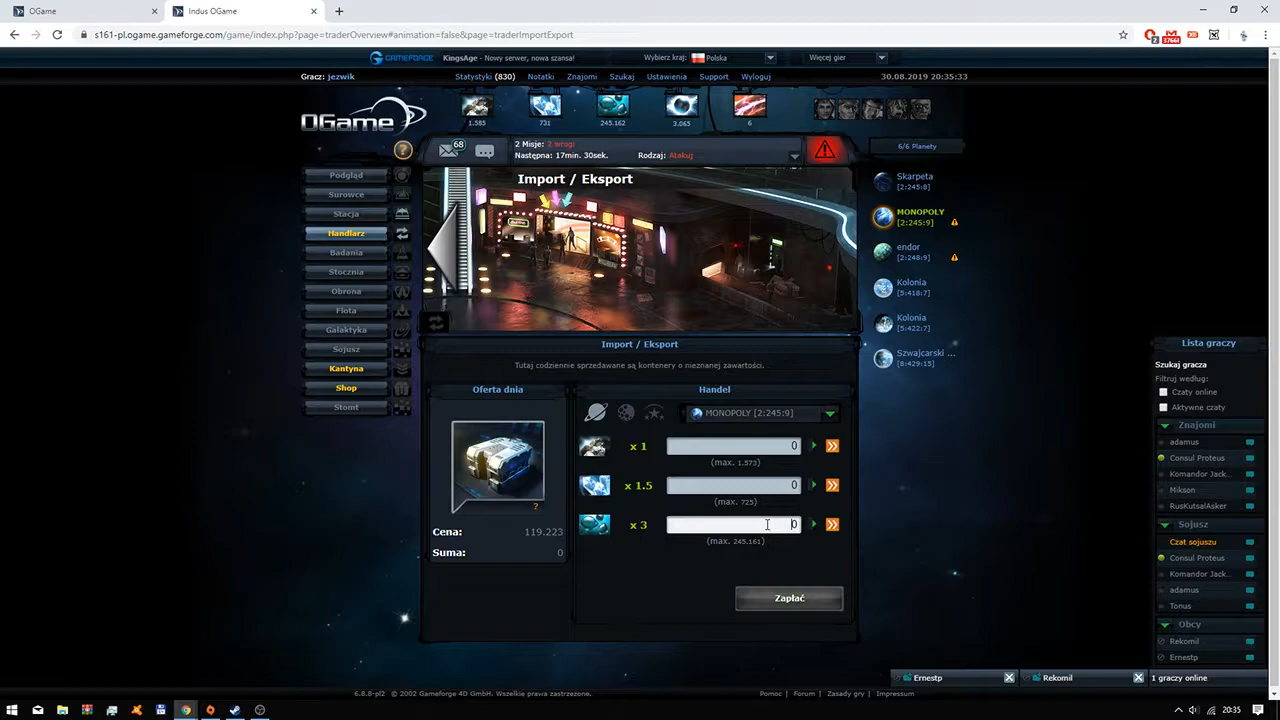 OGame
Indus OGame
s161-pl.ogame.gameforge.com/game/index.php?page=traderOverview#animation=false&page=traderImportExport
GAMEFORGE KingsAge - Nowy serwer, nowa szansa! Wybierz kraj: Polska Więcej gier
Gracz: jezwik Statystyki (830) Notatki Znajomi Szukaj Ustawienia Support Wyloguj 30.08.2019 20:35:33
OGame
1.585 731 245.162 3.065 6
68
2 Misje: 2 wrogi
Następna: 17min. 30sek. Rodzaj: Atakuj
6/6 Planety
Podgląd
Surowce
Stacja
Handlarz
Badania
Stocznia
Obrona
Flota
Galaktyka
Sojusz
Kantyna
Shop
Stomt
Import / Eksport
Skarpeta
[2:245:8]
MONOPOLY
[2:245:9]
endor
[2:248:9]
Kolonia
[5:418:7]
Kolonia
[5:422:7]
Szwajcarski ...
[8:429:15]
Import / Eksport
Tutaj codziennie sprzedawane są kontenery o nieznanej zawartości.
Oferta dnia
?
Cena: 119.223
Suma: 0
Handel
MONOPOLY [2:245:9]
x 1 0
(max. 1.573)
x 1.5 0
(max. 725)
x 3 0
(max. 245.161)
Zapłać
Lista graczy
Szukaj gracza
Filtruj według:
Czaty online
Aktywne czaty
Znajomi
adamus
Consul Proteus
Komandor Jack...
Mikson
RusKutsalAsker
Sojusz
Czat sojuszu
Consul Proteus
Komandor Jack...
adamus
Tonus
Obcy
Rekomil
Ernestp
Ernestp Rekomil 1 graczy online
6.8.8-pl2 © 2002 Gameforge 4D GmbH. Wszelkie prawa zastrzeżone. Pomoc Forum Zasady gry Impressum
20:35